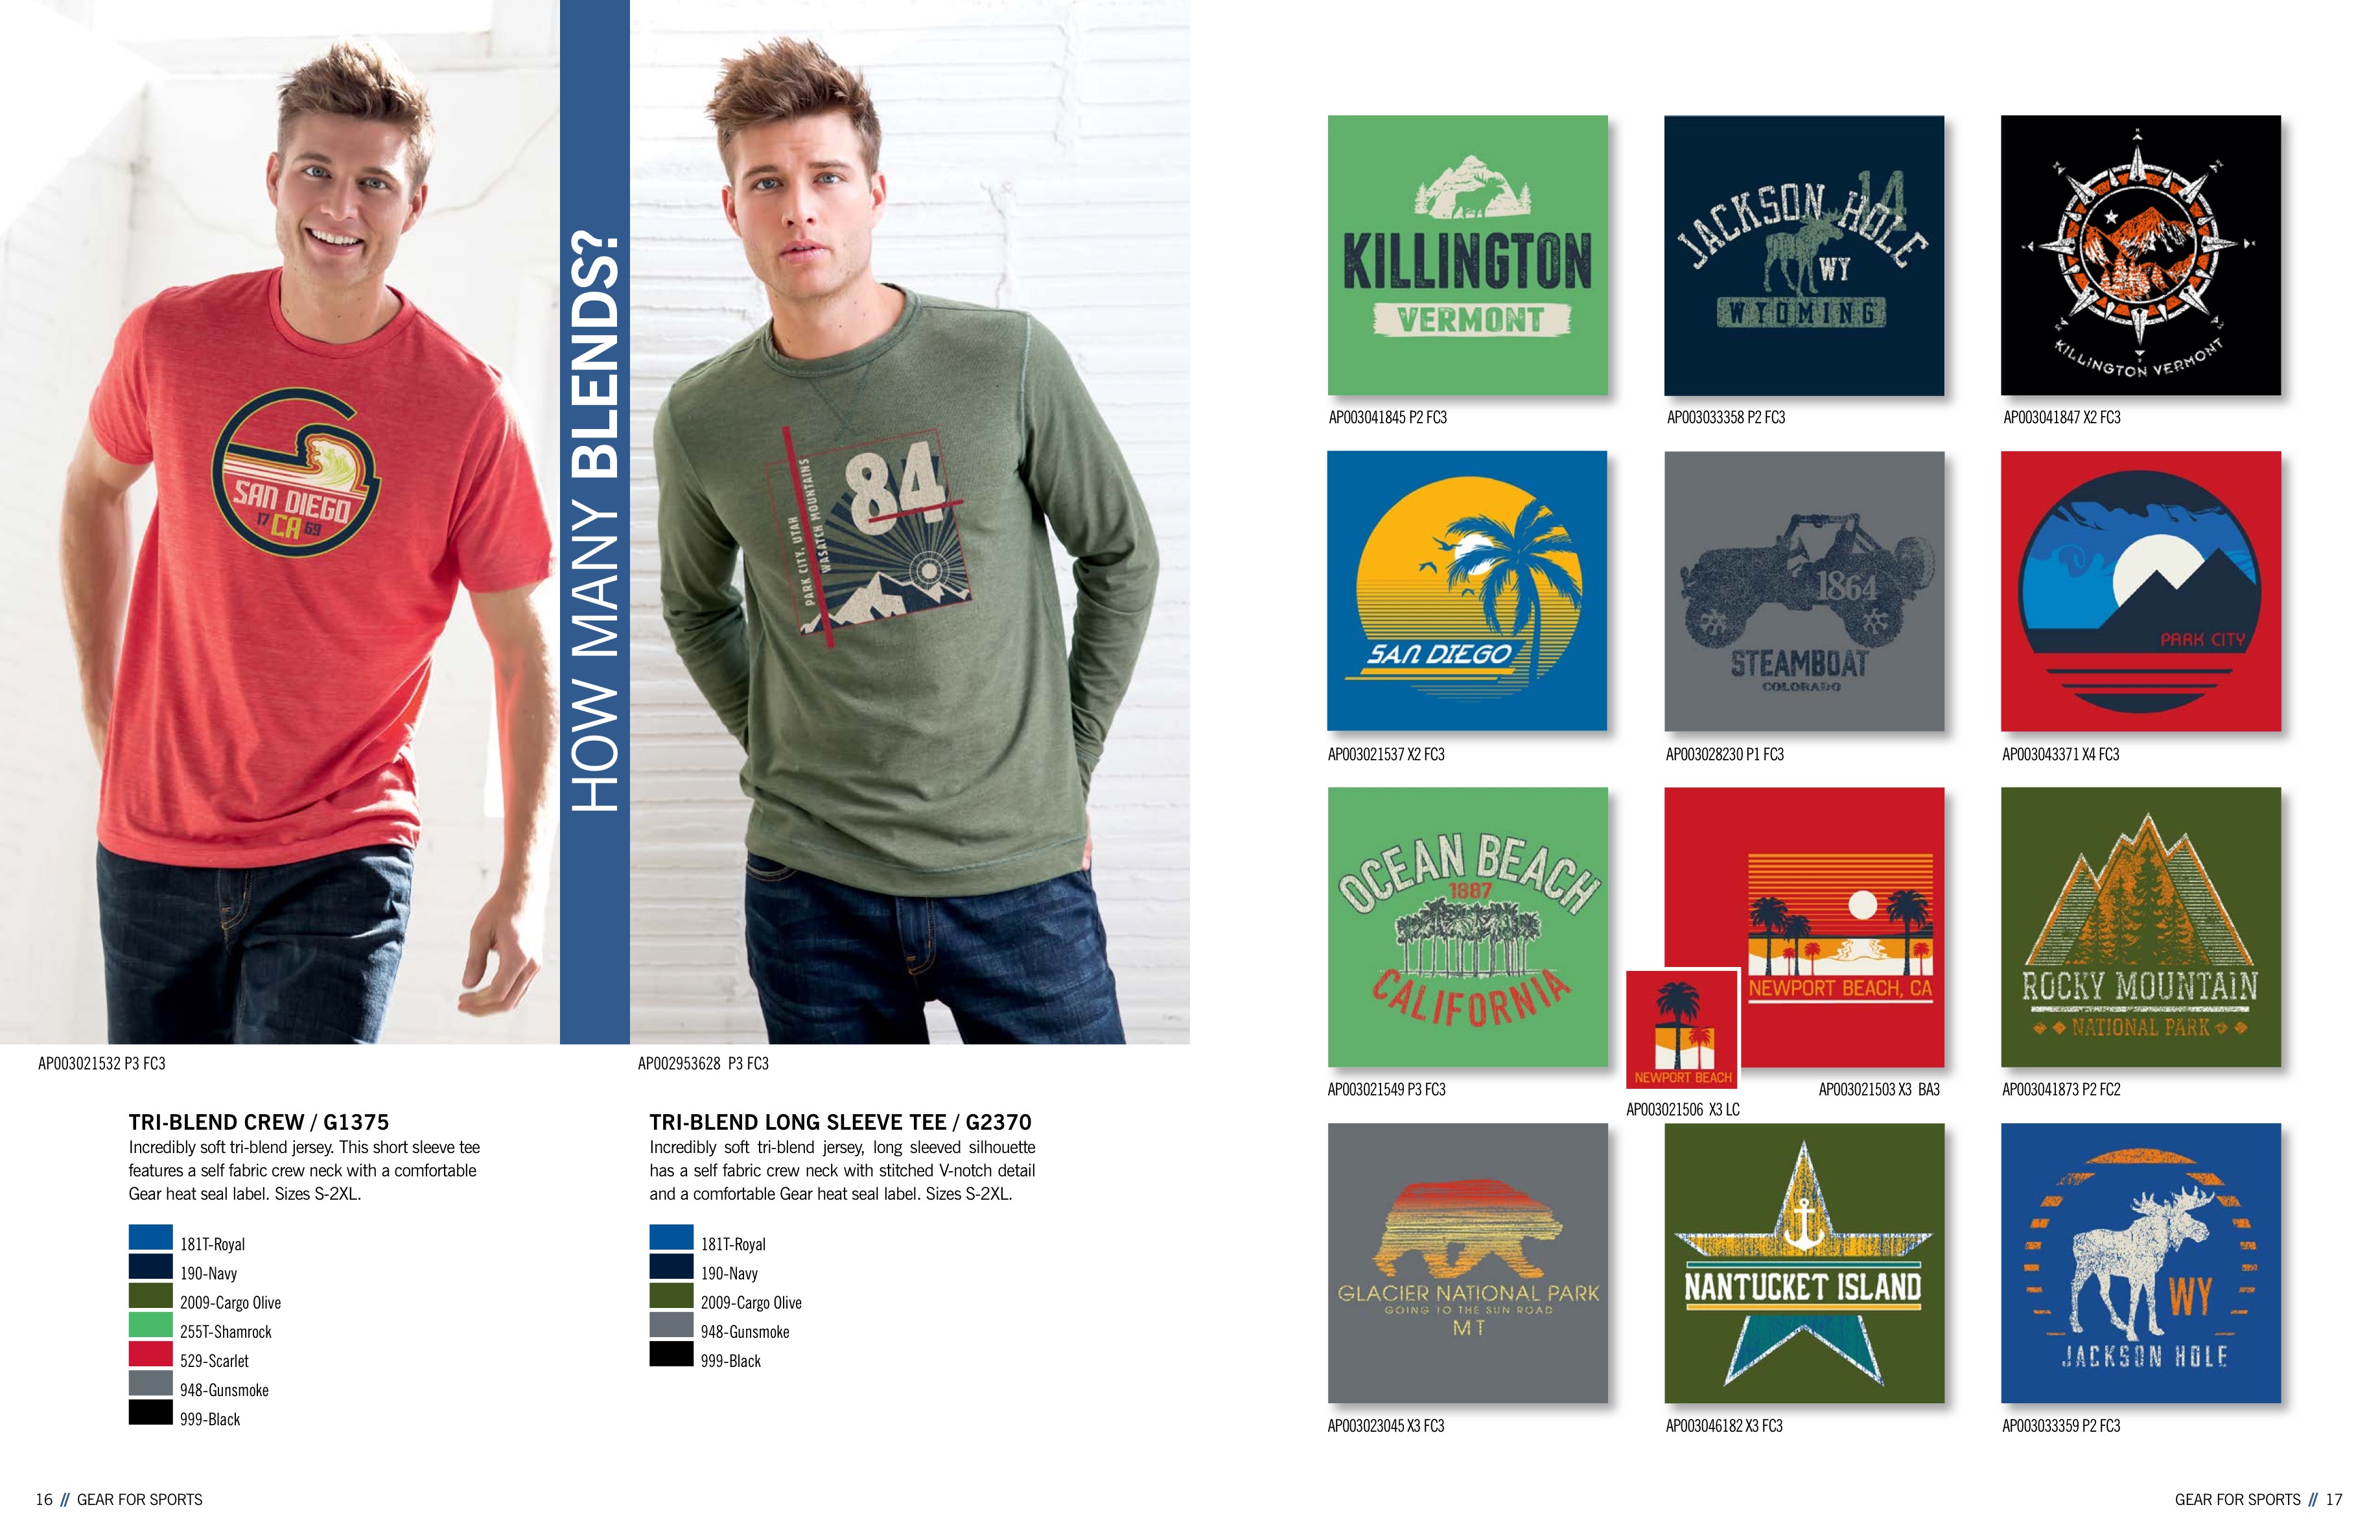 SAN DIEGO
17 CA 69
HOW MANY BLENDS?
84
PARK CITY, UTAH
WASATCH MOUNTAINS
AP003021532 P3 FC3
AP002953628 P3 FC3
TRI-BLEND CREW / G1375
Incredibly soft tri-blend jersey. This short sleeve tee
features a self fabric crew neck with a comfortable
Gear heat seal label. Sizes S-2XL.
181T-Royal
190-Navy
2009-Cargo Olive
255T-Shamrock
529-Scarlet
948-Gunsmoke
999-Black
TRI-BLEND LONG SLEEVE TEE / G2370
Incredibly soft tri-blend jersey, long sleeved silhouette
has a self fabric crew neck with stitched V-notch detail
and a comfortable Gear heat seal label. Sizes S-2XL.
181T-Royal
190-Navy
2009-Cargo Olive
948-Gunsmoke
999-Black
16 // GEAR FOR SPORTS
KILLINGTON
VERMONT
AP003041845 P2 FC3
14
JACKSON HOLE
WY
WYOMING
AP003033358 P2 FC3
KILLINGTON VERMONT
AP003041847 X2 FC3
SAN DIEGO
AP003021537 X2 FC3
1864
STEAMBOAT
COLORADO
AP003028230 P1 FC3
PARK CITY
AP003043371 X4 FC3
OCEAN BEACH
1887
CALIFORNIA
AP003021549 P3 FC3
NEWPORT BEACH, CA
AP003021503 X3 BA3
NEWPORT BEACH
AP003021506 X3 LC
ROCKY MOUNTAIN
NATIONAL PARK
AP003041873 P2 FC2
GLACIER NATIONAL PARK
GOING TO THE SUN ROAD
MT
AP003023045 X3 FC3
NANTUCKET ISLAND
AP003046182 X3 FC3
WY
JACKSON HOLE
AP003033359 P2 FC3
GEAR FOR SPORTS // 17